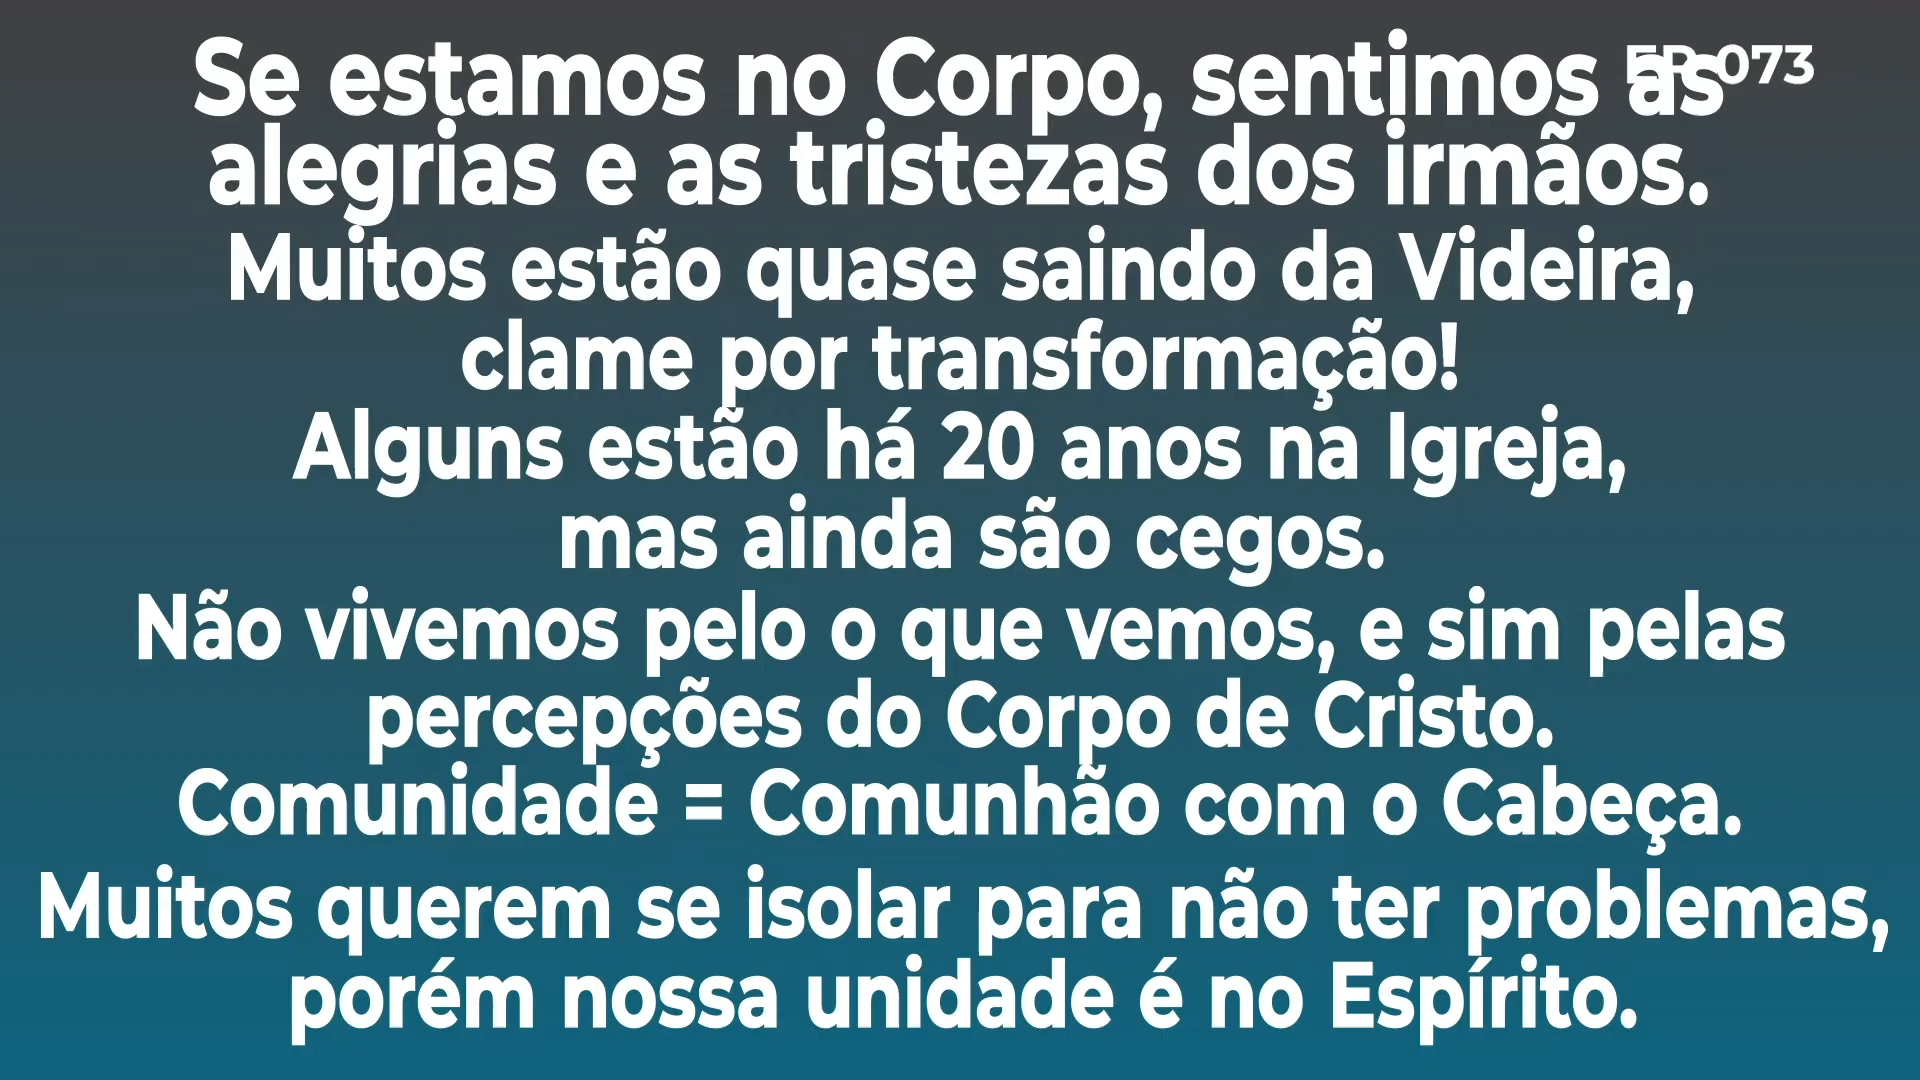 Se estamos no Corpo, sentimos as
EP 073
alegrias e as tristezas dos irmãos.
Muitos estão quase saindo da Videira,
clame por transformação!
Alguns estão há 20 anos na Igreja,
mas ainda são cegos.
Não vivemos pelo o que vemos, e sim pelas
percepções do Corpo de Cristo.
Comunidade = Comunhão com o Cabeça.
Muitos querem se isolar para não ter problemas,
porém nossa unidade é no Espírito.